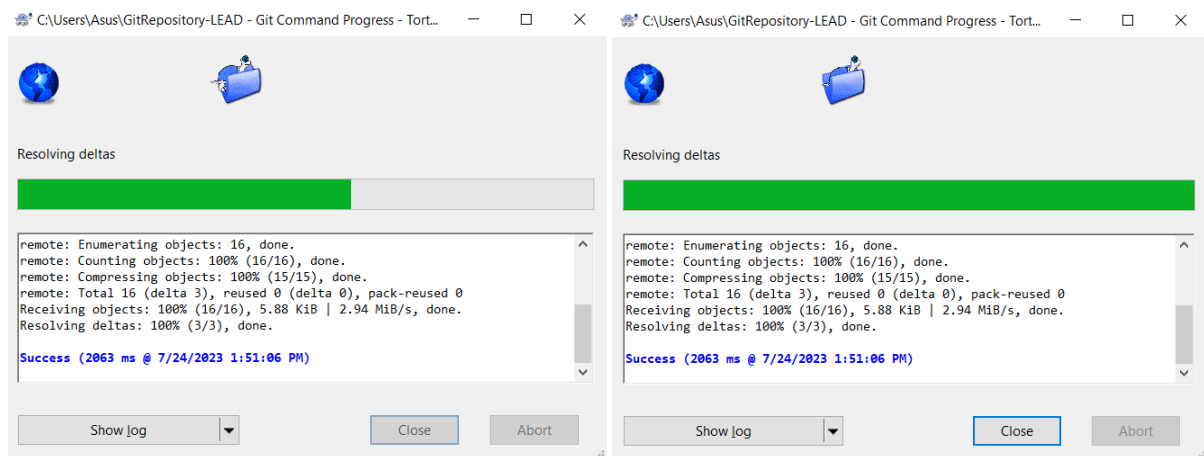 C:\Users\Asus\GitRepository-LEAD - Git Command Progress - Tort...
Resolving deltas
remote: Enumerating objects: 16, done.
remote: Counting objects: 100% (16/16), done.
remote: Compressing objects: 100% (15/15), done.
remote: Total 16 (delta 3), reused 0 (delta 0), pack-reused 0
Receiving objects: 100% (16/16), 5.88 KiB | 2.94 MiB/s, done.
Resolving deltas: 100% (3/3), done.
Success (2063 ms @ 7/24/2023 1:51:06 PM)
Show log
Close
Abort
C:\Users\Asus\GitRepository-LEAD - Git Command Progress - Tort...
Resolving deltas
remote: Enumerating objects: 16, done.
remote: Counting objects: 100% (16/16), done.
remote: Compressing objects: 100% (15/15), done.
remote: Total 16 (delta 3), reused 0 (delta 0), pack-reused 0
Receiving objects: 100% (16/16), 5.88 KiB | 2.94 MiB/s, done.
Resolving deltas: 100% (3/3), done.
Success (2063 ms @ 7/24/2023 1:51:06 PM)
Show log
Close
Abort